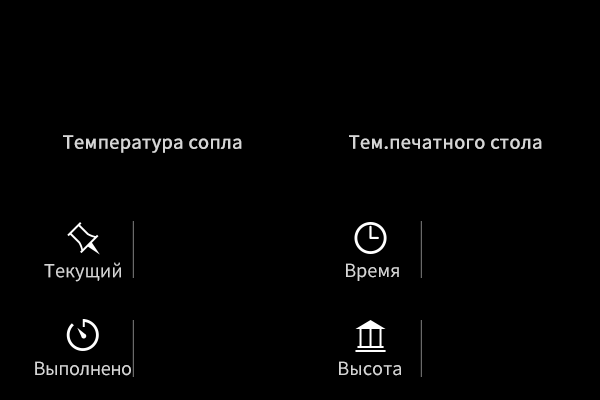 Температура сопла
Тем.печатного стола
Текущий
Время
Выполнено
Высота